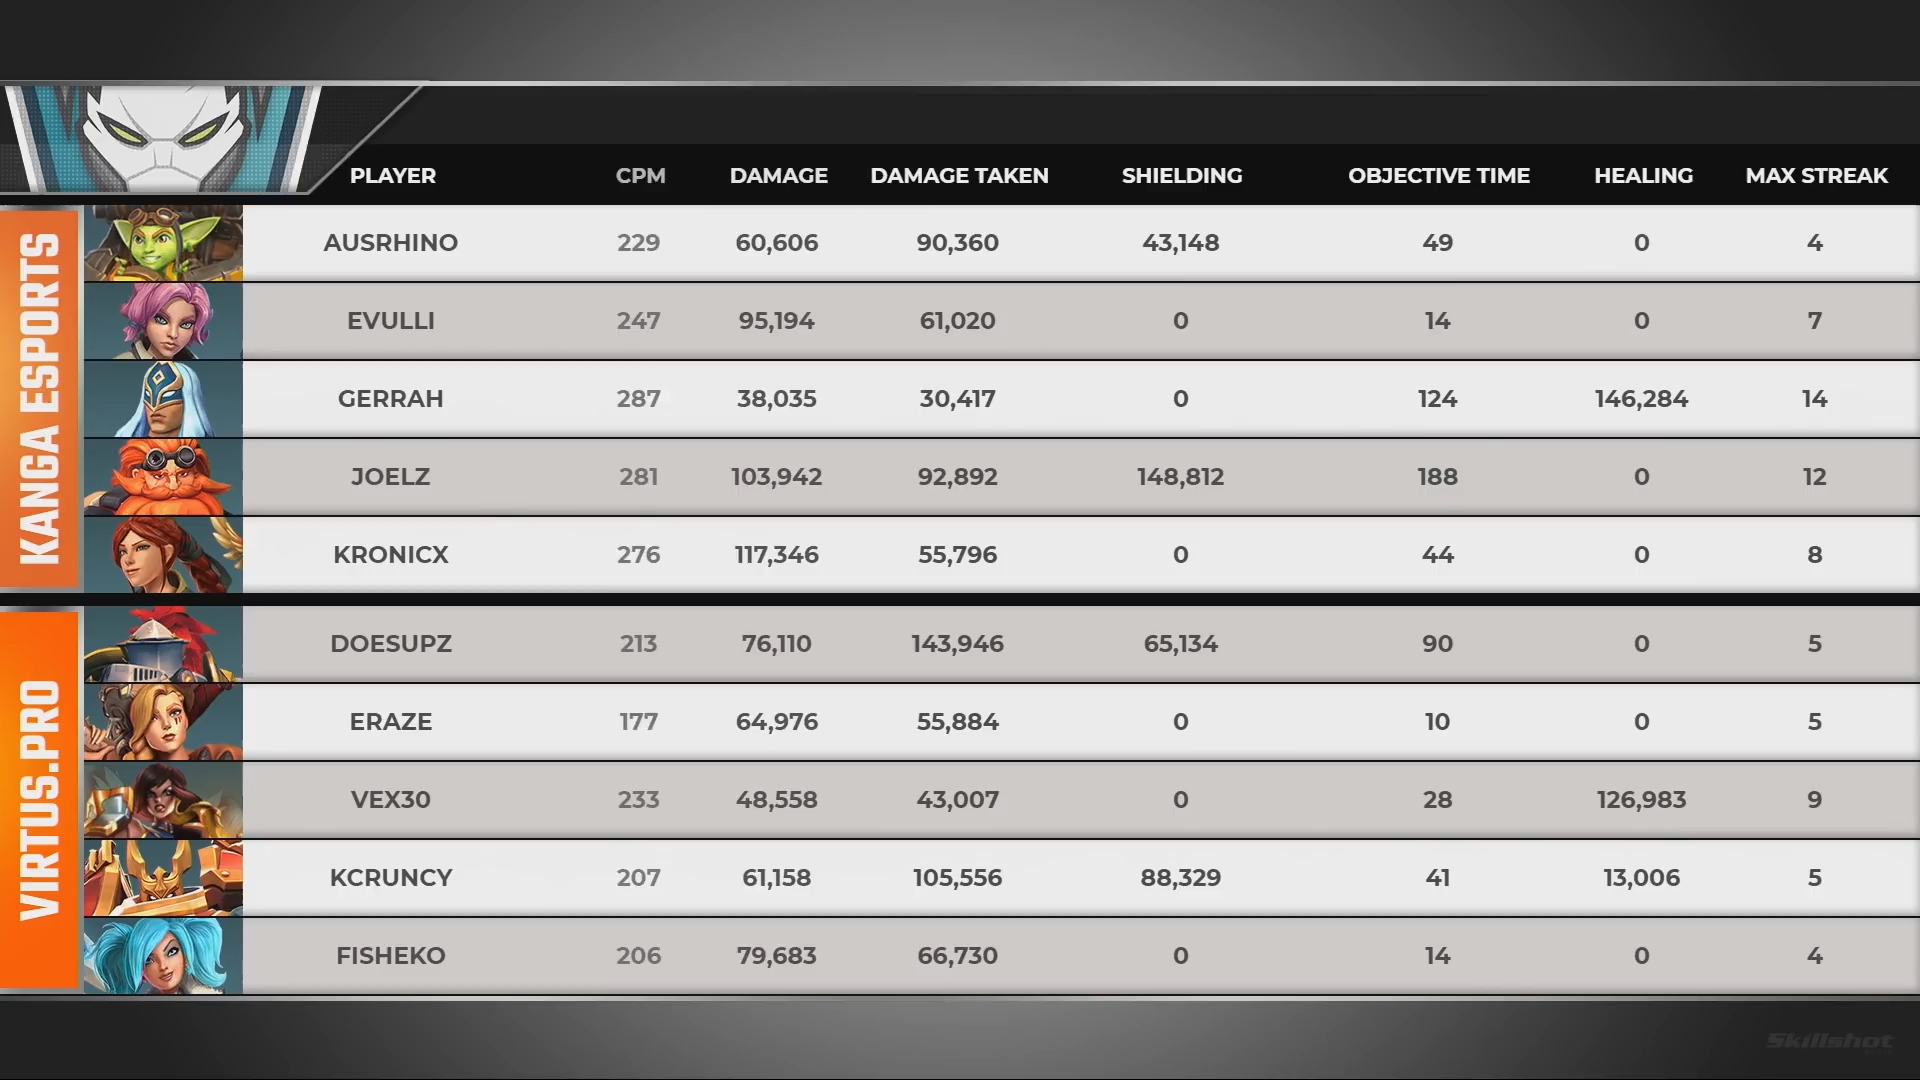 PLAYER CPM DAMAGE DAMAGE TAKEN SHIELDING OBJECTIVE TIME HEALING MAX STREAK
KANGA ESPORTS
AUSRHINO 229 60,606 90,360 43,148 49 0 4
EVULLI 247 95,194 61,020 0 14 0 7
GERRAH 287 38,035 30,417 0 124 146,284 14
JOELZ 281 103,942 92,892 148,812 188 0 12
KRONICX 276 117,346 55,796 0 44 0 8
VIRTUS.PRO
DOESUPZ 213 76,110 143,946 65,134 90 0 5
ERAZE 177 64,976 55,884 0 10 0 5
VEX30 233 48,558 43,007 0 28 126,983 9
KCRUNCY 207 61,158 105,556 88,329 41 13,006 5
FISHEKO 206 79,683 66,730 0 14 0 4
Skillshot